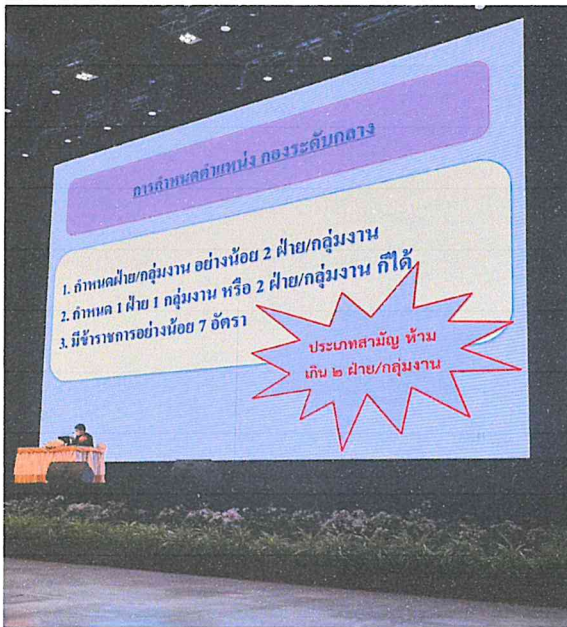 การกำหนดตำแหน่ง กองระดับกลาง
1. กำหนดฝ่าย/กลุ่มงาน อย่างน้อย 2 ฝ่าย/กลุ่มงาน
2. กำหนด 1 ฝ่าย 1 กลุ่มงาน หรือ 2 ฝ่าย/กลุ่มงาน ก็ได้
3. มีข้าราชการอย่างน้อย 7 อัตรา
ประเภทสามัญ ห้าม
เกิน ๒ ฝ่าย/กลุ่มงาน